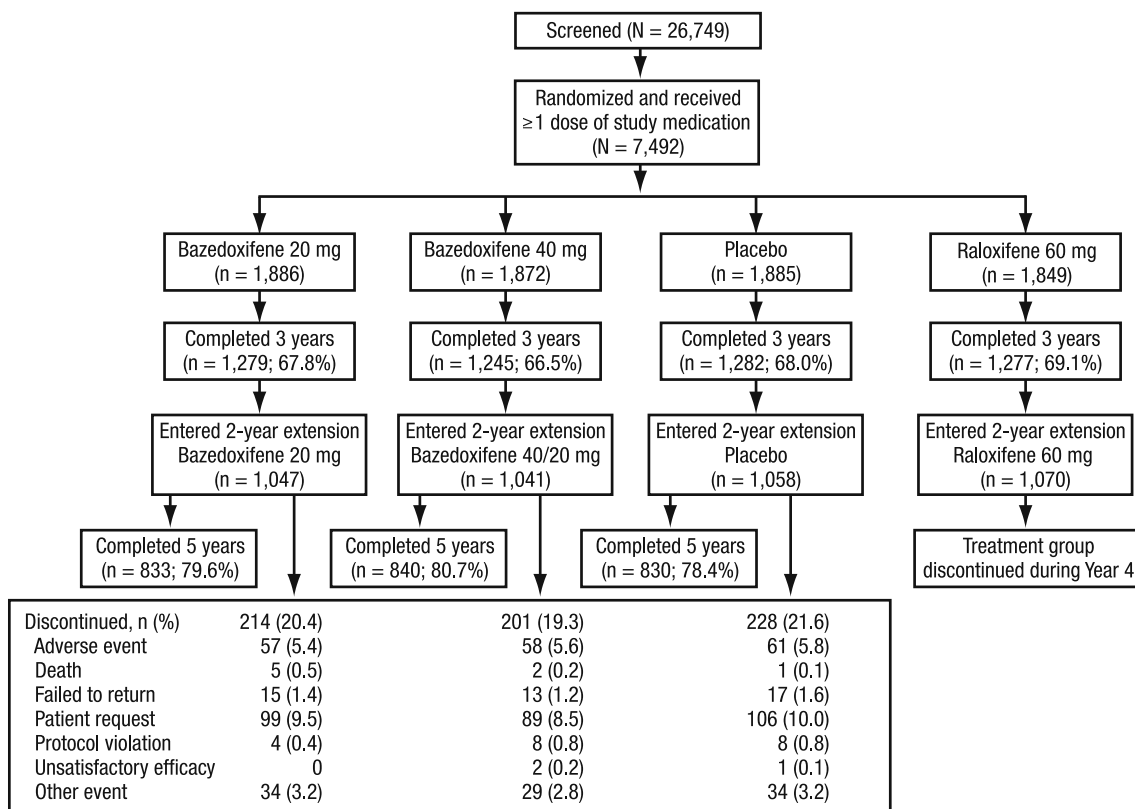 Screened (N = 26,749)
Randomized and received
≥1 dose of study medication
(N = 7,492)
Bazedoxifene 20 mg
(n = 1,886)
Bazedoxifene 40 mg
(n = 1,872)
Placebo
(n = 1,885)
Raloxifene 60 mg
(n = 1,849)
Completed 3 years
(n = 1,279; 67.8%)
Completed 3 years
(n = 1,245; 66.5%)
Completed 3 years
(n = 1,282; 68.0%)
Completed 3 years
(n = 1,277; 69.1%)
Entered 2-year extension
Bazedoxifene 20 mg
(n = 1,047)
Entered 2-year extension
Bazedoxifene 40/20 mg
(n = 1,041)
Entered 2-year extension
Placebo
(n = 1,058)
Entered 2-year extension
Raloxifene 60 mg
(n = 1,070)
Completed 5 years
(n = 833; 79.6%)
Completed 5 years
(n = 840; 80.7%)
Completed 5 years
(n = 830; 78.4%)
Treatment group
discontinued during Year 4
Discontinued, n (%) 214 (20.4) 201 (19.3) 228 (21.6)
Adverse event 57 (5.4) 58 (5.6) 61 (5.8)
Death 5 (0.5) 2 (0.2) 1 (0.1)
Failed to return 15 (1.4) 13 (1.2) 17 (1.6)
Patient request 99 (9.5) 89 (8.5) 106 (10.0)
Protocol violation 4 (0.4) 8 (0.8) 8 (0.8)
Unsatisfactory efficacy 0 2 (0.2) 1 (0.1)
Other event 34 (3.2) 29 (2.8) 34 (3.2)